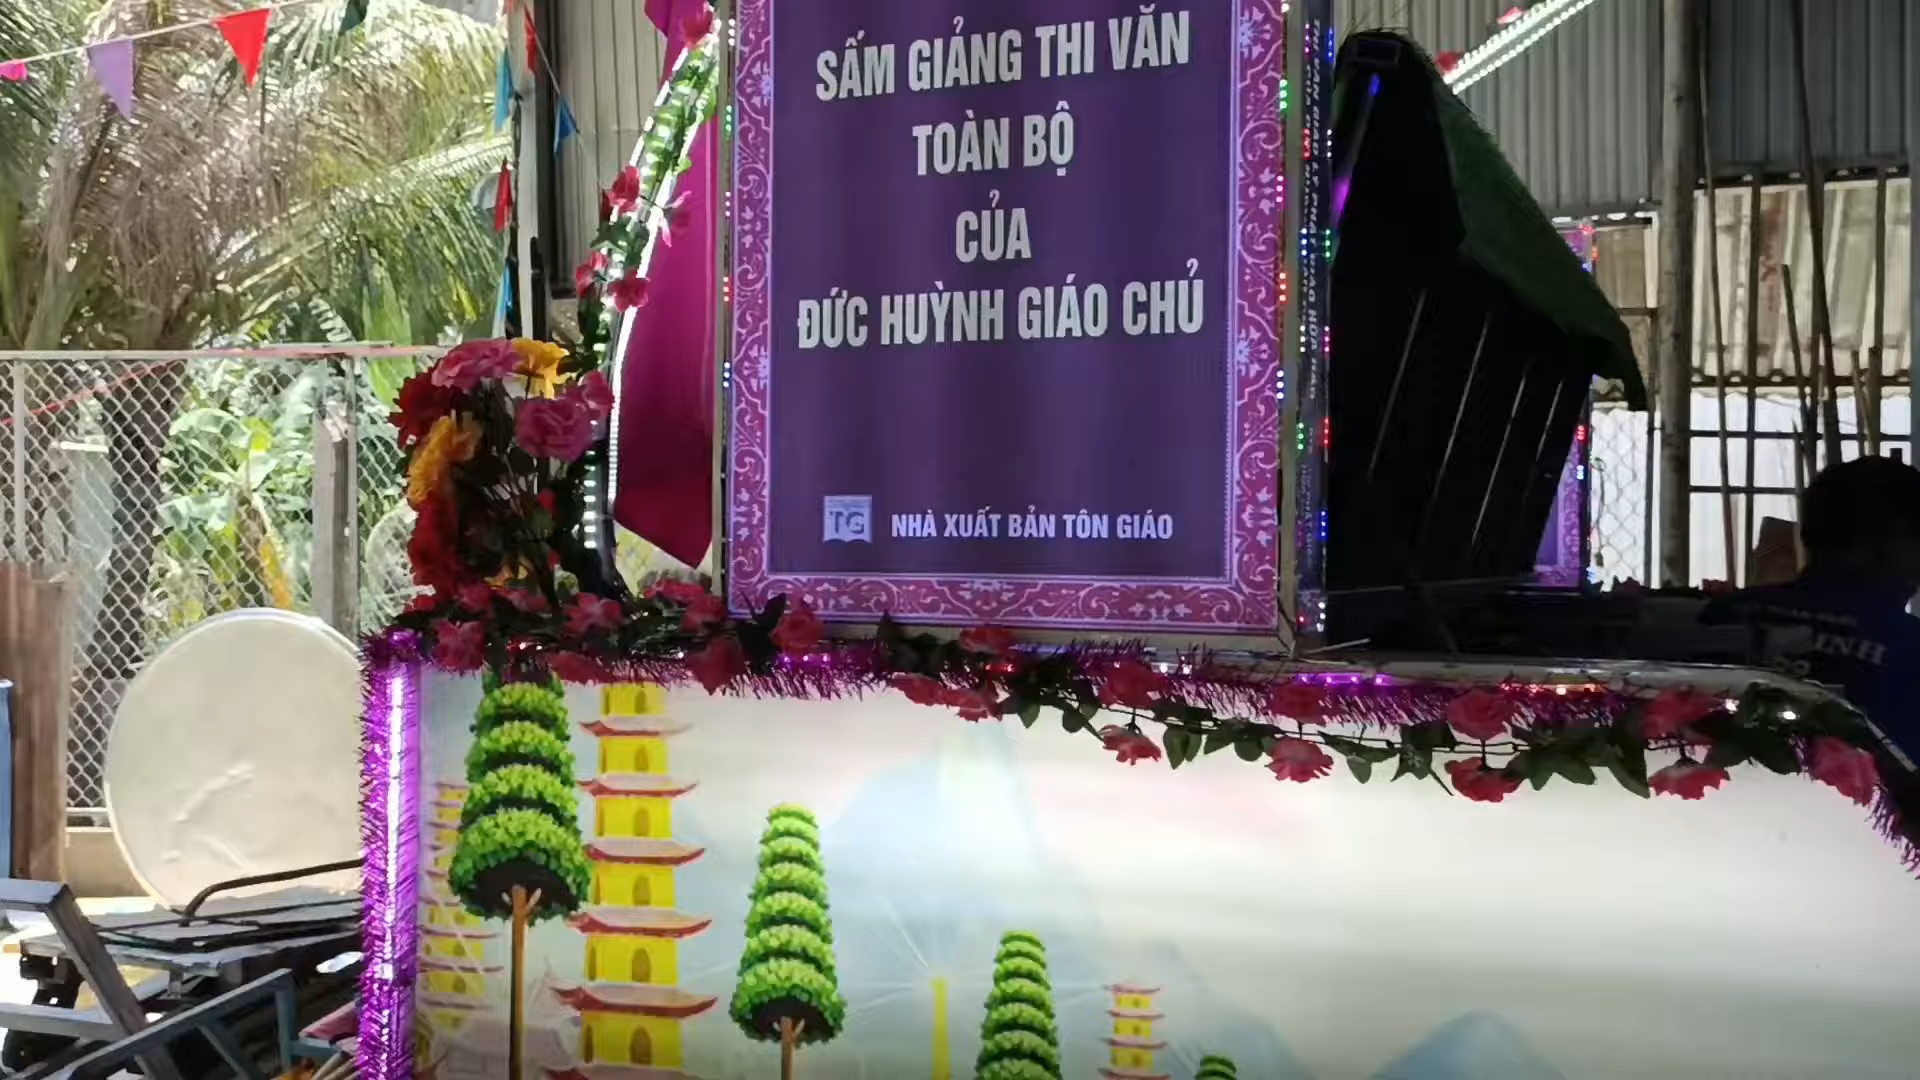 SẤM GIẢNG THI VĂN
TOÀN BỘ
CỦA
ĐỨC HUỲNH GIÁO CHỦ
TG
NHÀ XUẤT BẢN TÔN GIÁO